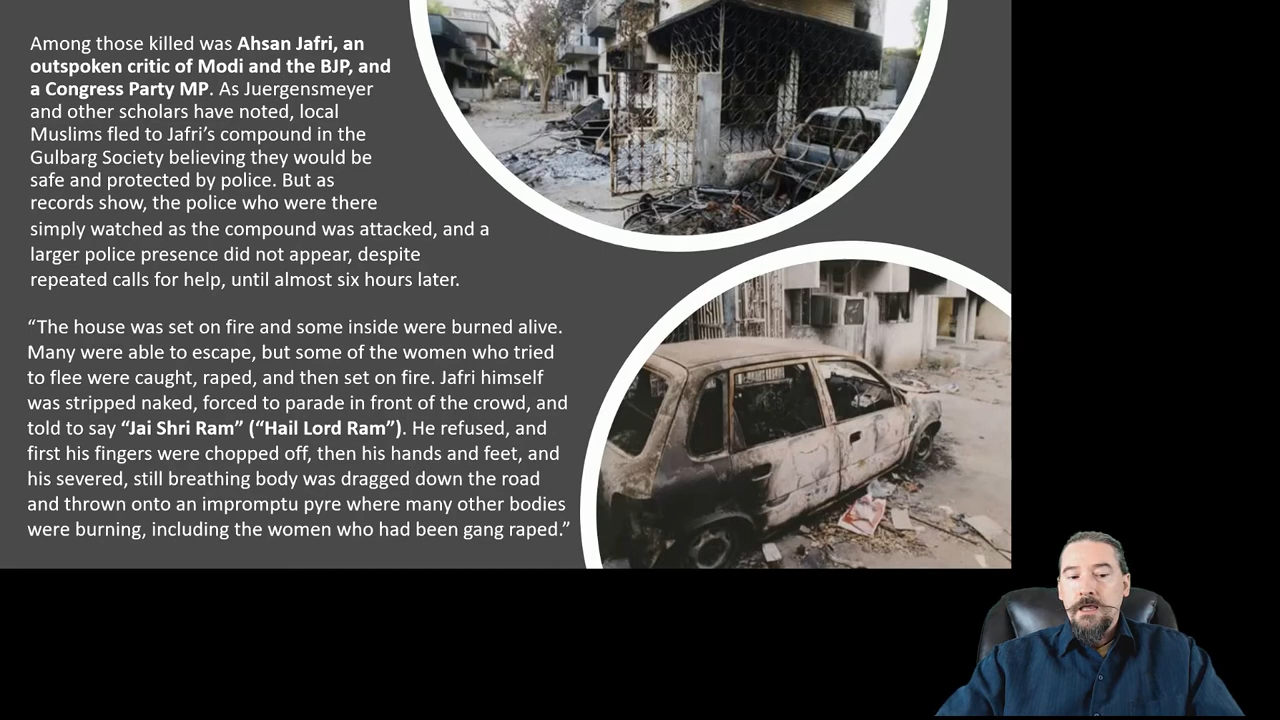 Among those killed was Ahsan Jafri, an
outspoken critic of Modi and the BJP, and
a Congress Party MP. As Juergensmeyer
and other scholars have noted, local
Muslims fled to Jafri’s compound in the
Gulbarg Society believing they would be
safe and protected by police. But as
records show, the police who were there
simply watched as the compound was attacked, and a
larger police presence did not appear, despite
repeated calls for help, until almost six hours later.
“The house was set on fire and some inside were burned alive.
Many were able to escape, but some of the women who tried
to flee were caught, raped, and then set on fire. Jafri himself
was stripped naked, forced to parade in front of the crowd, and
told to say “Jai Shri Ram” (“Hail Lord Ram”). He refused, and
first his fingers were chopped off, then his hands and feet, and
his severed, still breathing body was dragged down the road
and thrown onto an impromptu pyre where many other bodies
were burning, including the women who had been gang raped.”